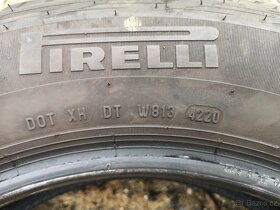 PIRELLI
DOT XH DT W813 4220